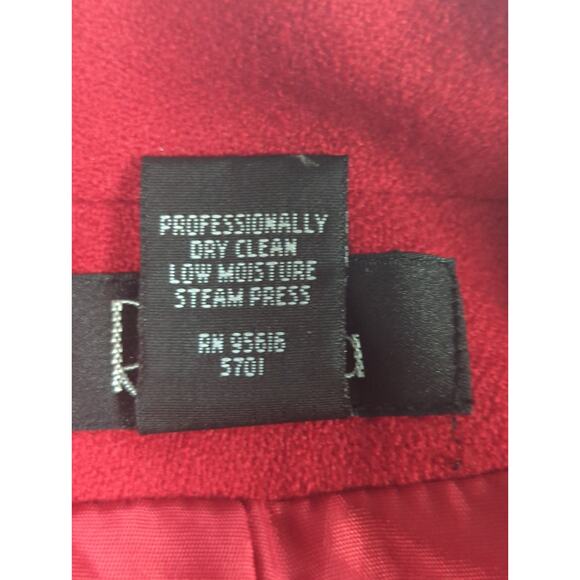 PROFESSIONALLY
DRY CLEAN
LOW MOISTURE
STEAM PRESS
RN 95616
5701